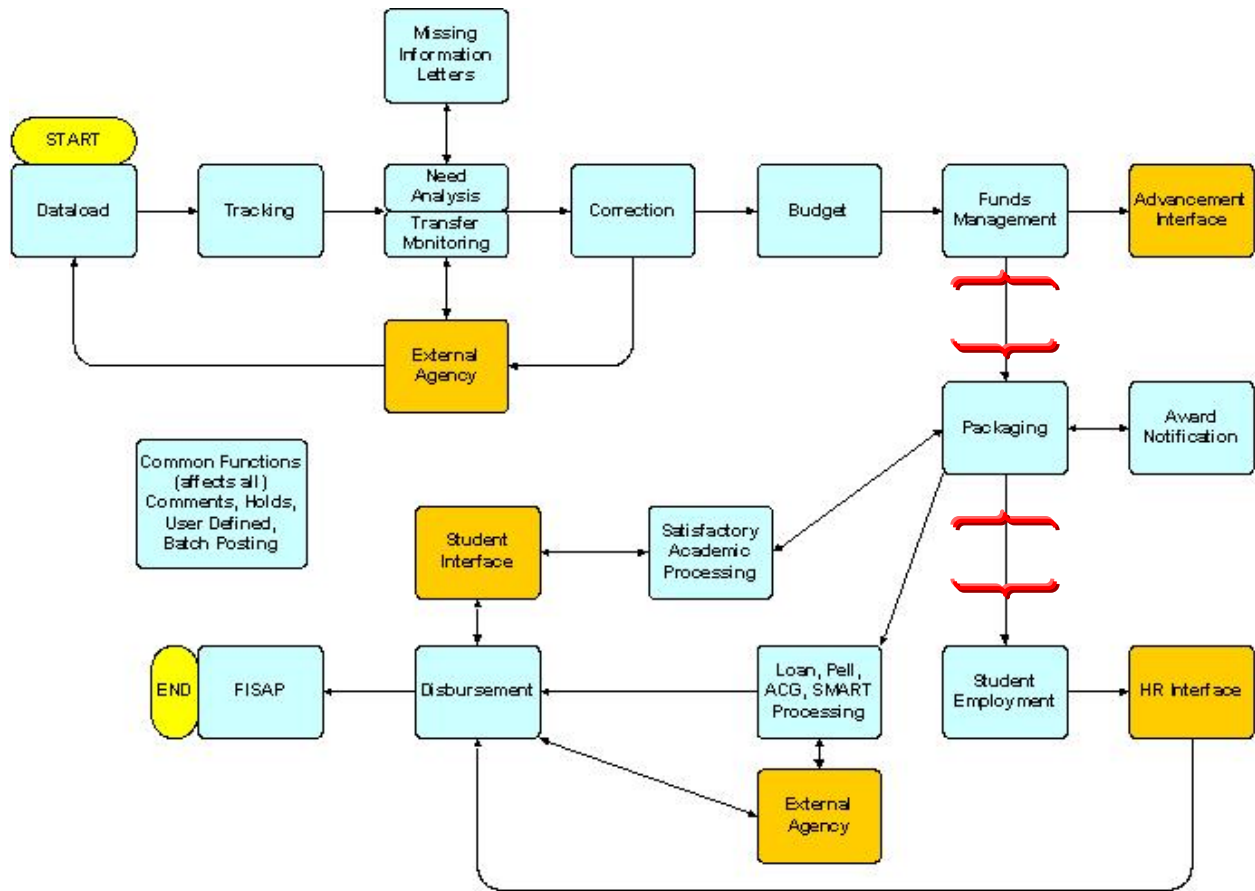 Missing
Information
Letters
START
Dataload
Tracking
Need
Analysis
Transfer
Monitoring
Correction
Budget
Funds
Management
Advancement
Interface
External
Agency
Packaging
Award
Notification
Common Functions
(affects all)
Comments, Holds,
User Defined,
Batch Posting
Student
Interface
Satisfactory
Academic
Processing
END
FISAP
Disbursement
Loan, Pell,
ACG, SMART
Processing
Student
Employment
HR Interface
External
Agency